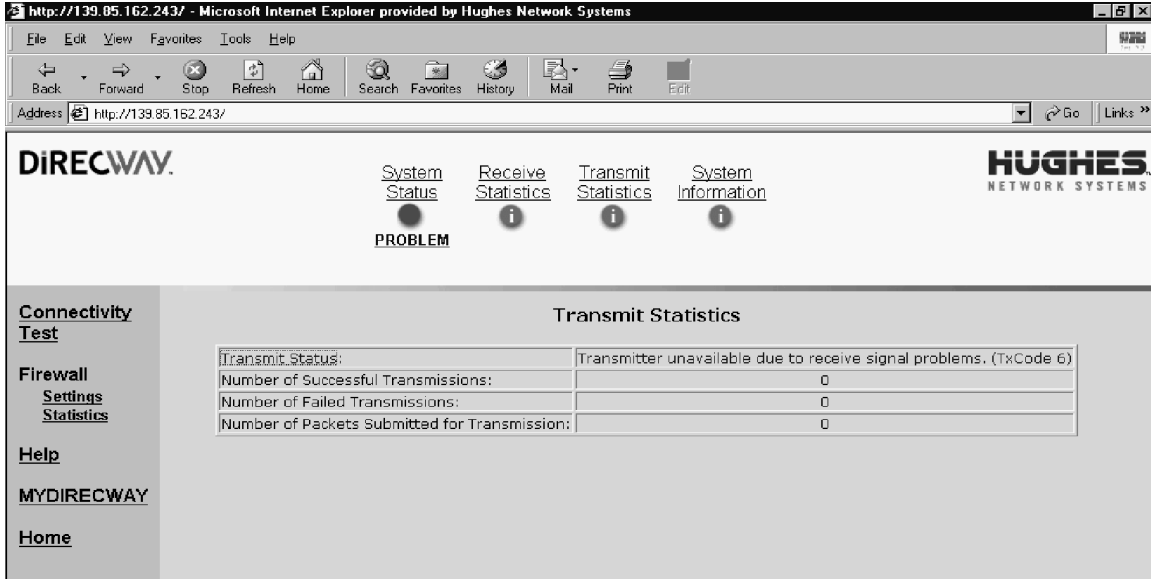 http://139.85.162.243/ - Microsoft Internet Explorer provided by Hughes Network Systems
File Edit View Favorites Tools Help
Back Forward Stop Refresh Home Search Favorites History Mail Print Edit
Address http://139.85.162.243/ Go Links »
DiRECWAY.
System Status
PROBLEM
Receive Statistics
Transmit Statistics
System Information
HUGHES
NETWORK SYSTEMS
Connectivity Test
Firewall
Settings
Statistics
Help
MYDIRECWAY
Home
Transmit Statistics
Transmit Status: Transmitter unavailable due to receive signal problems. (TxCode 6)
Number of Successful Transmissions: 0
Number of Failed Transmissions: 0
Number of Packets Submitted for Transmission: 0